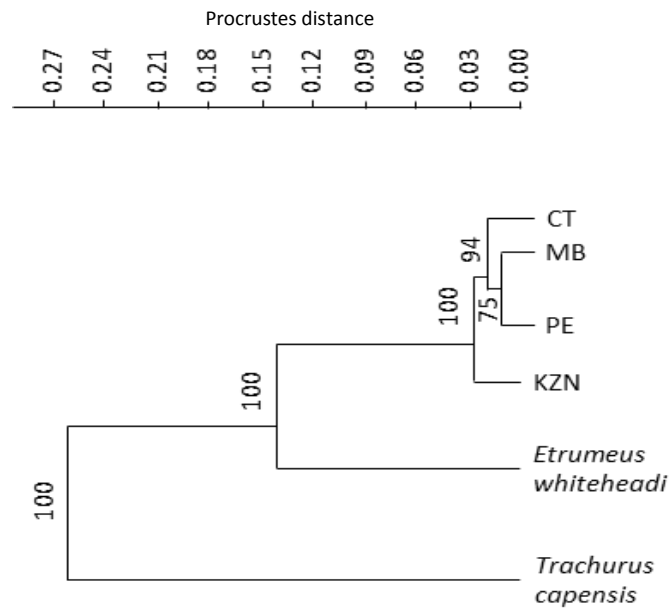 Procrustes distance
0.27 0.24 0.21 0.18 0.15 0.12 0.09 0.06 0.03 0.00
CT
94
MB
100
75
PE
KZN
100
Etrumeus
whiteheadi
100
Trachurus
capensis